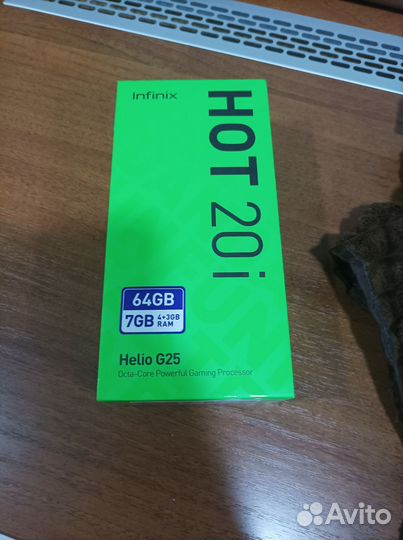 Infinix
HOT 20i
64GB
7GB 4+3GB RAM
Helio G25
Octa-Core Powerful Gaming Processor
Avito